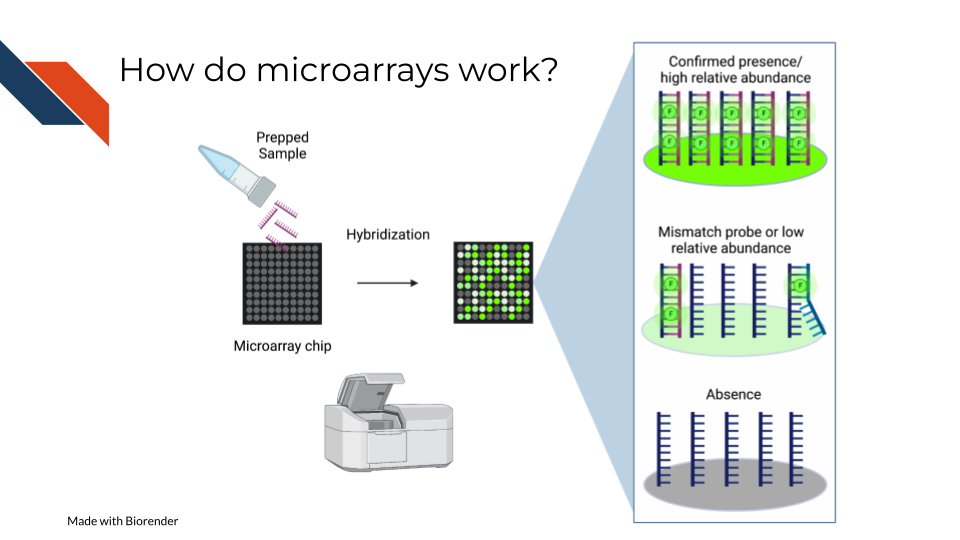 How do microarrays work?
Prepped
Sample
Hybridization
Microarray chip
Confirmed presence/
high relative abundance
F F F F F
F F F F F
Mismatch probe or low
relative abundance
F F
F
Absence
Made with Biorender